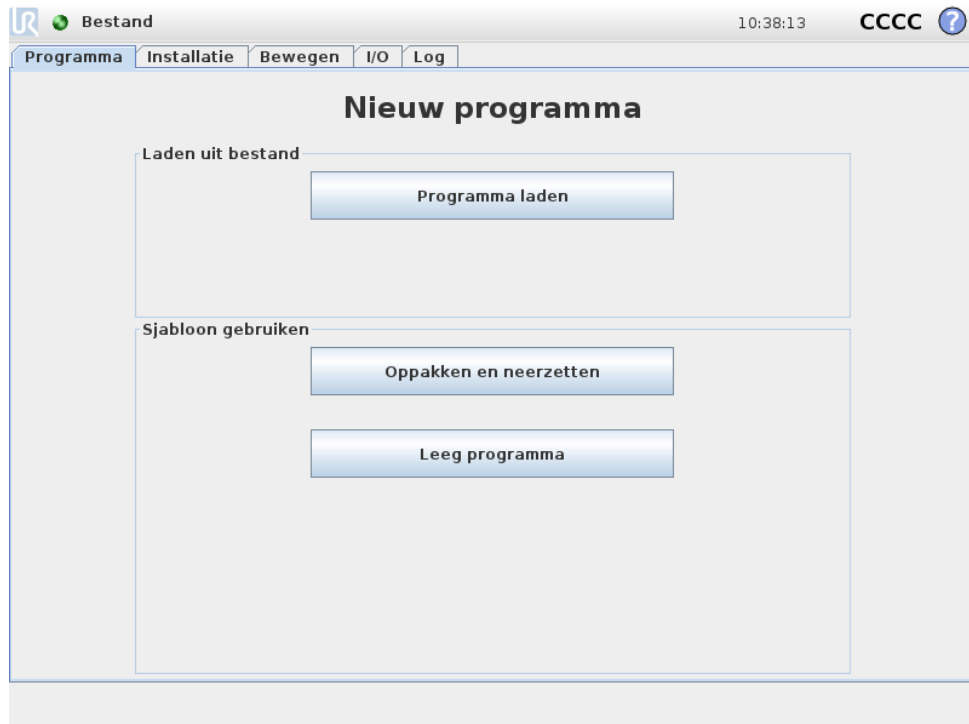 UR Bestand 10:38:13 CCCC ?
Programma Installatie Bewegen I/O Log
Nieuw programma
Laden uit bestand
Programma laden
Sjabloon gebruiken
Oppakken en neerzetten
Leeg programma